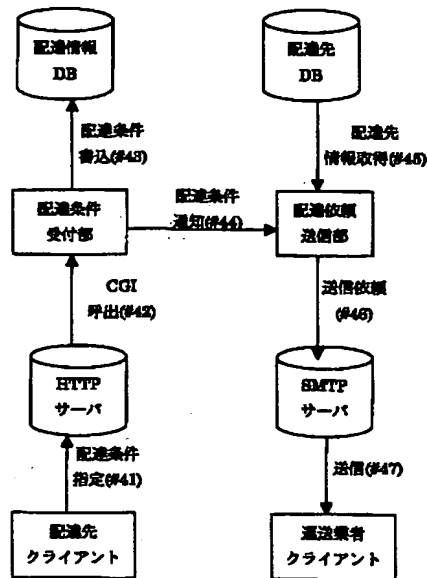 配達情報
DB
配達先
DB
配達条件
書込(#43)
配達先
情報取得(#45)
配達条件
通知(#44)
配達条件
受付部
配達依頼
送信部
CGI
呼出(#42)
送信依頼
(#46)
HTTP
サーバ
SMTP
サーバ
配達条件
指定(#41)
送信(#47)
配達先
クライアント
運送業者
クライアント